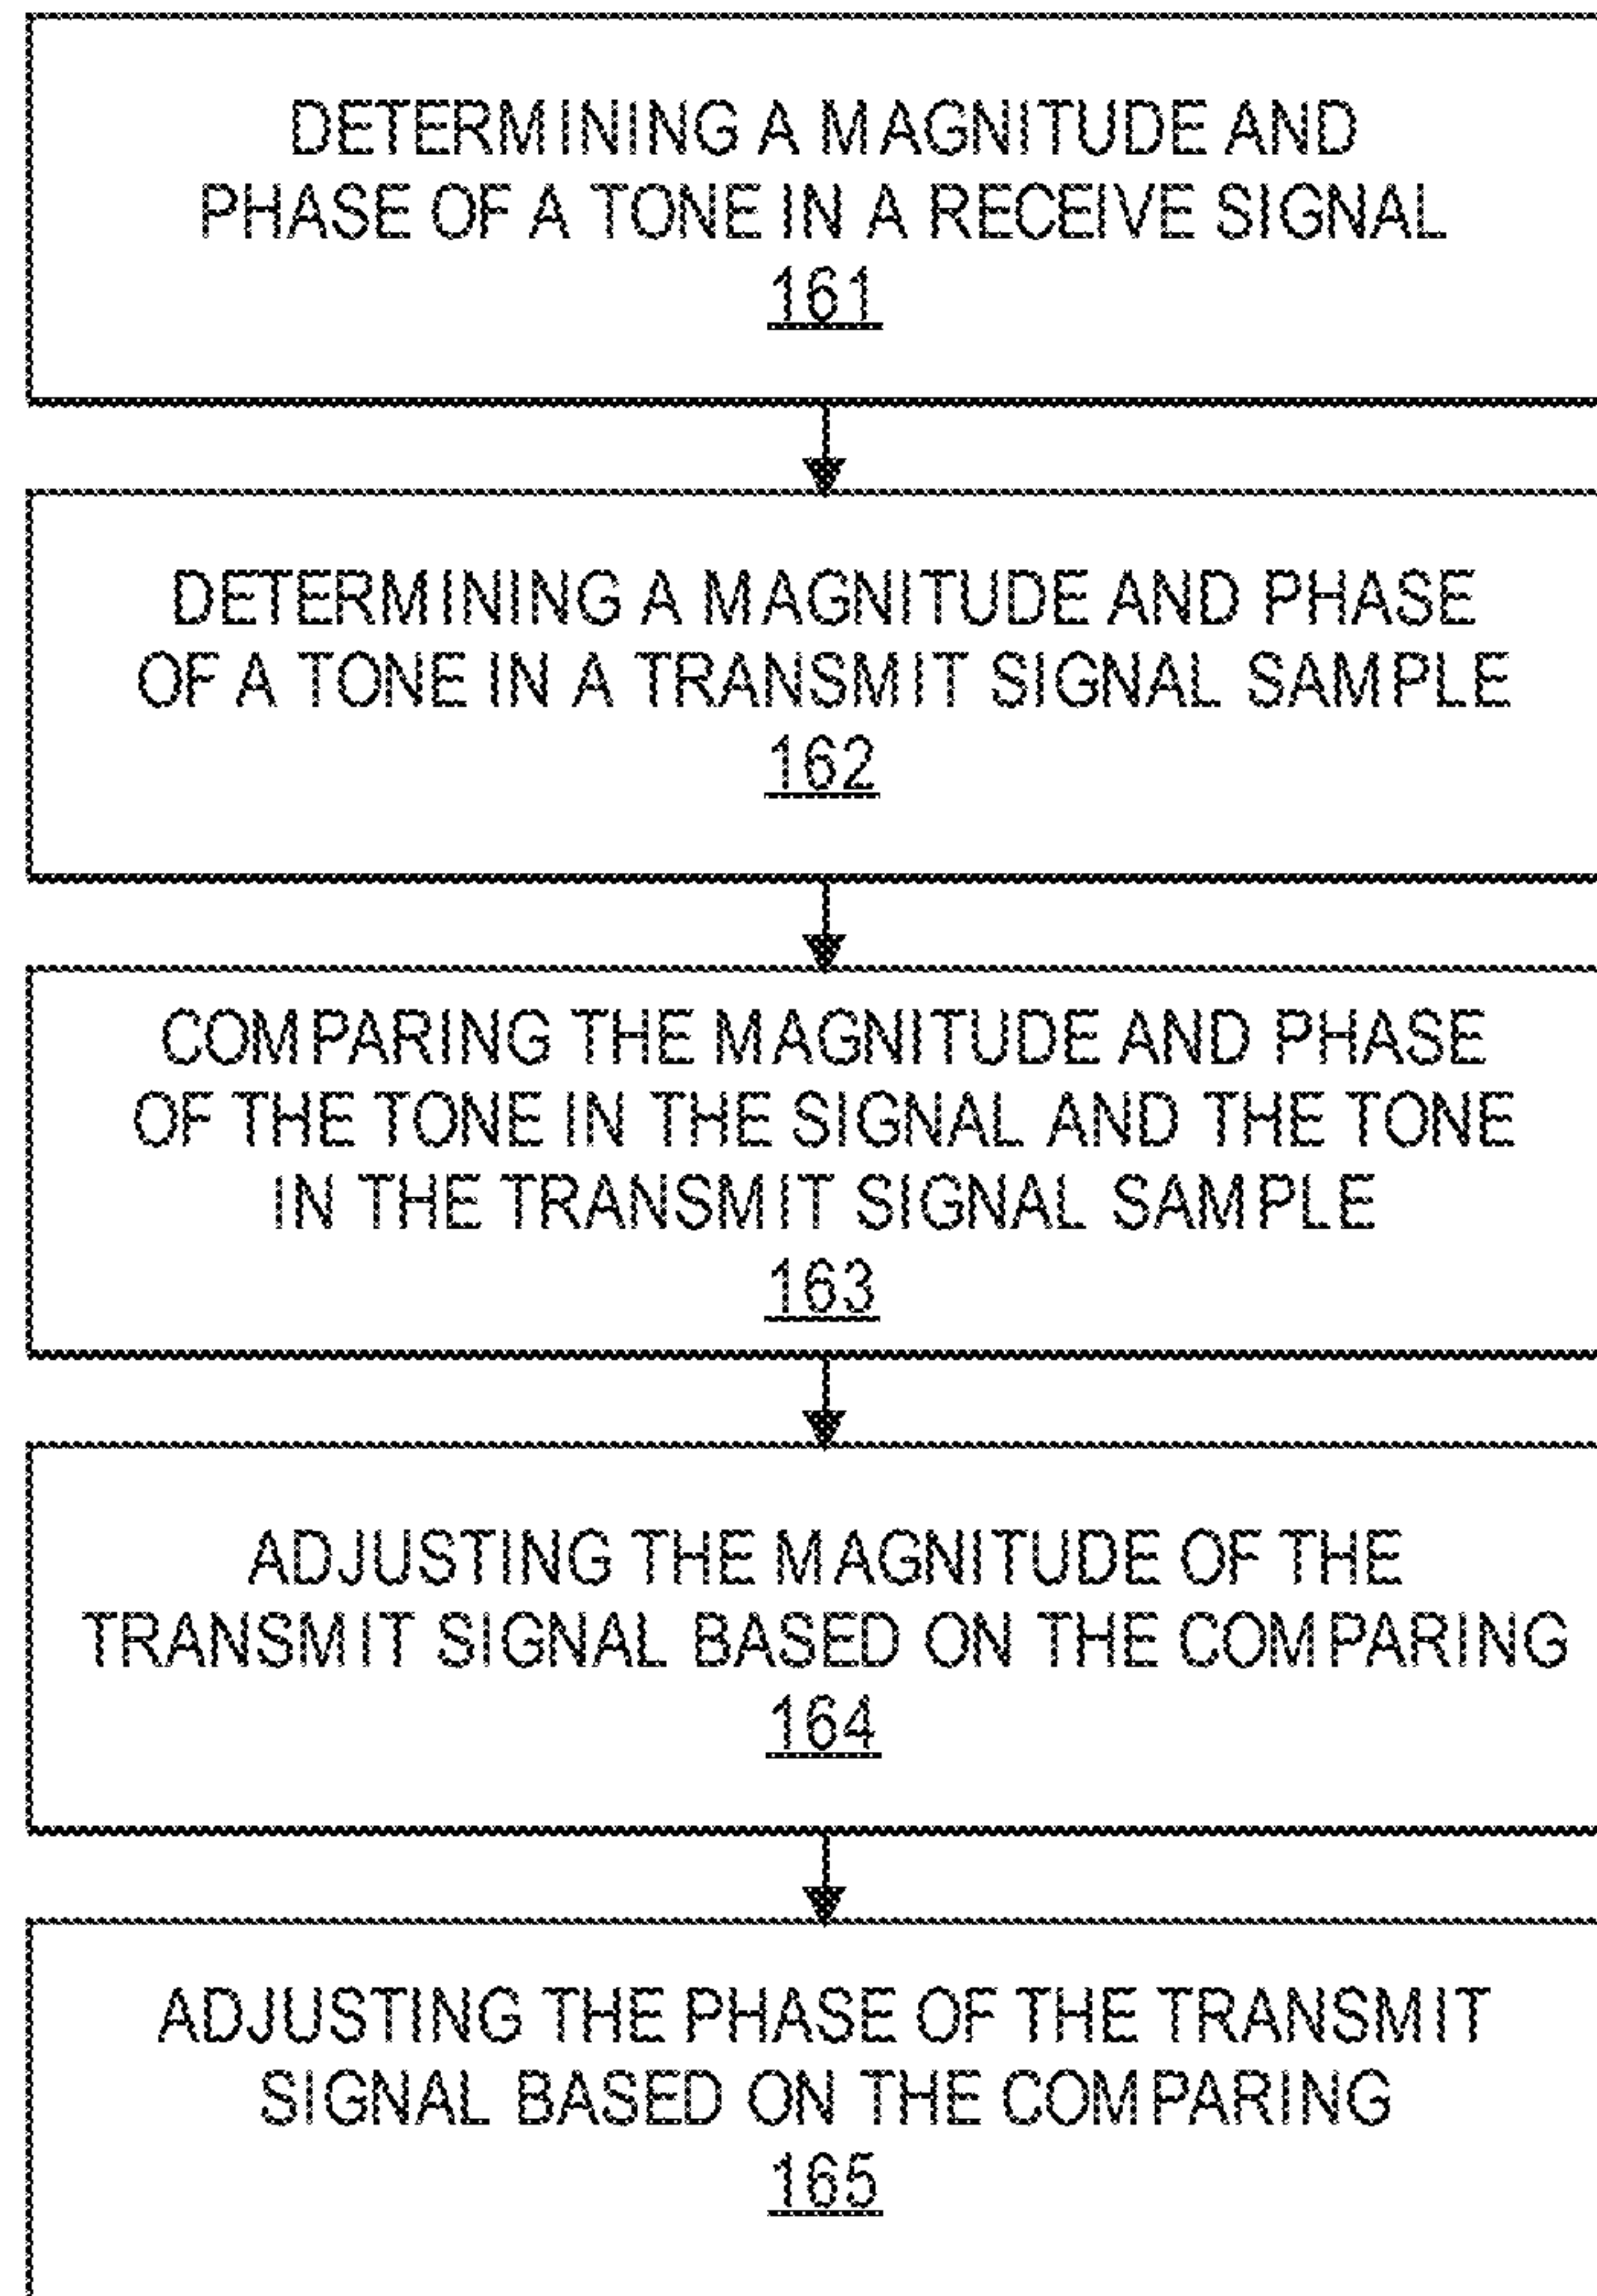 DETERMINING A MAGNITUDE AND
PHASE OF A TONE IN A RECEIVE SIGNAL
161
DETERMINING A MAGNITUDE AND PHASE
OF A TONE IN A TRANSMIT SIGNAL SAMPLE
162
COMPARING THE MAGNITUDE AND PHASE
OF THE TONE IN THE SIGNAL AND THE TONE
IN THE TRANSMIT SIGNAL SAMPLE
163
ADJUSTING THE MAGNITUDE OF THE
TRANSMIT SIGNAL BASED ON THE COMPARING
164
ADJUSTING THE PHASE OF THE TRANSMIT
SIGNAL BASED ON THE COMPARING
165